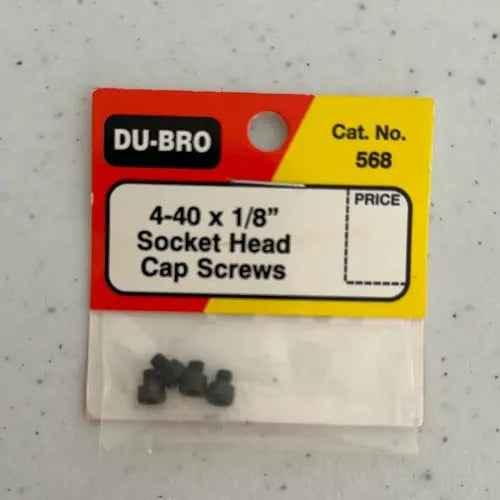 DU-BRO
Cat. No.
568
4-40 x 1/8”
Socket Head
Cap Screws
PRICE